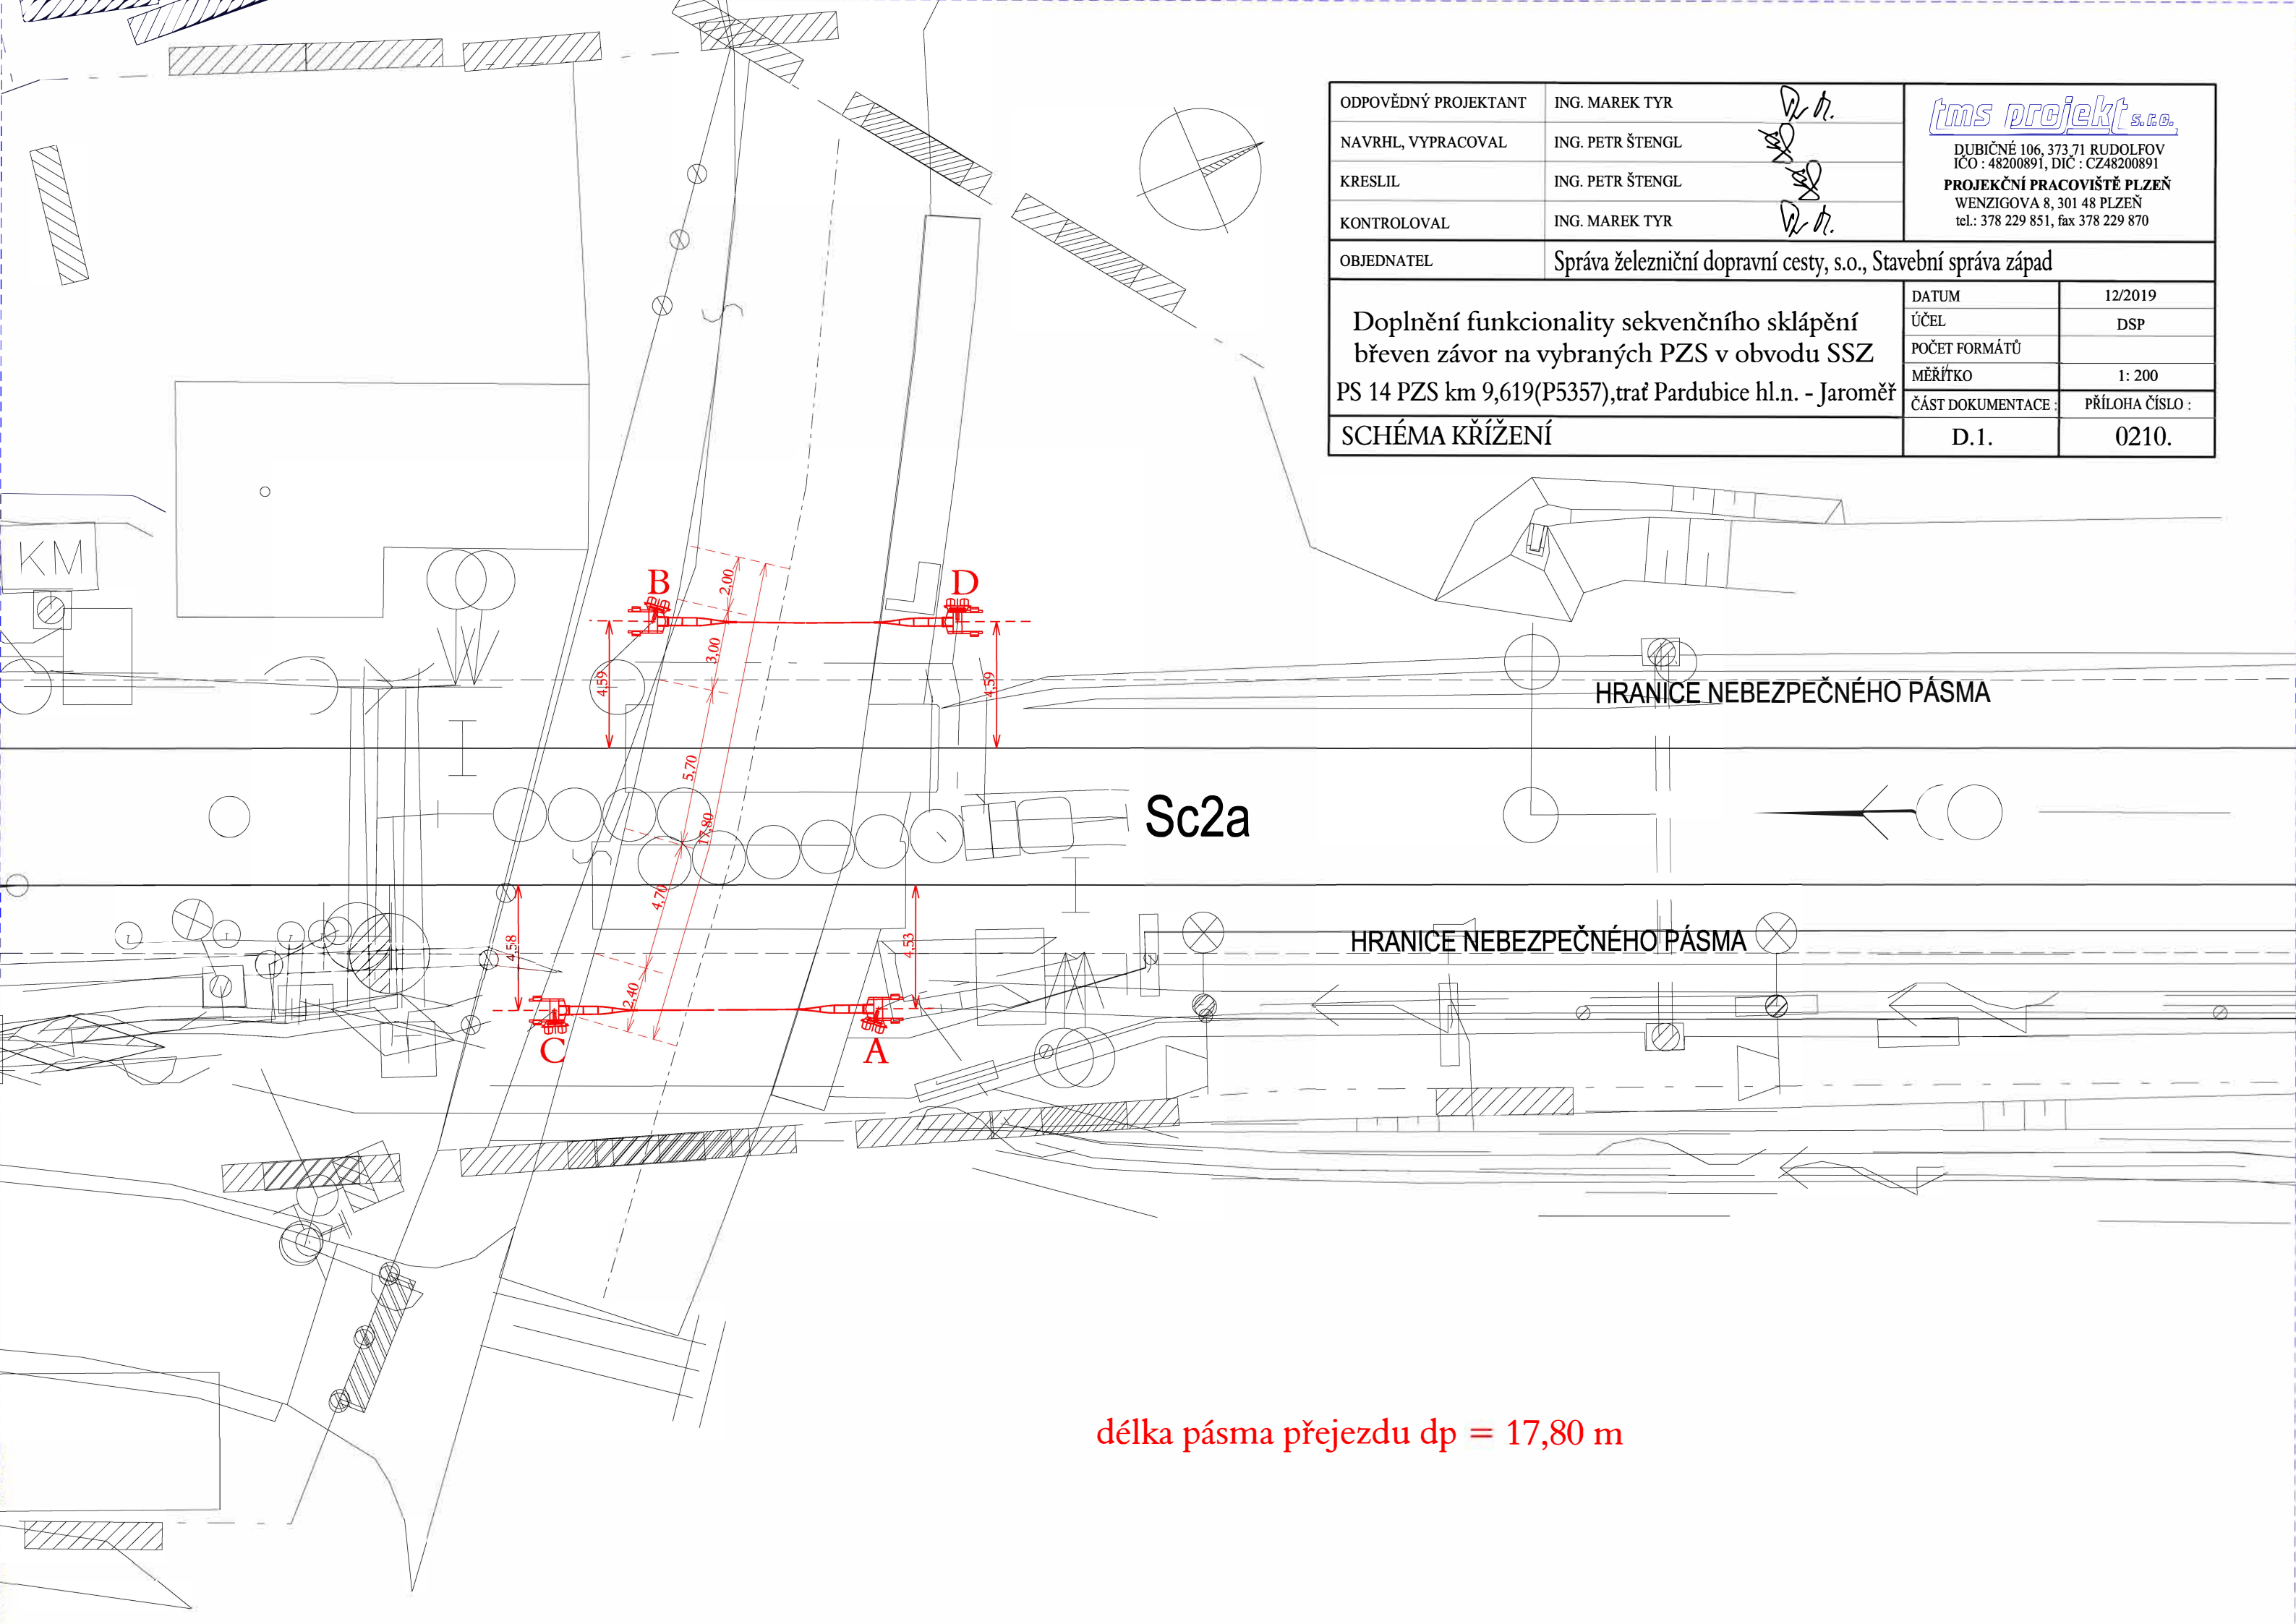 ODPOVĚDNÝ PROJEKTANT ING. MAREK TYR
NAVRHL, VYPRACOVAL ING. PETR ŠTENGL
KRESLIL ING. PETR ŠTENGL
KONTROLOVAL ING. MAREK TYR
tms projekt s.r.o.
DUBIČNÉ 106, 373 71 RUDOLFOV
IČO : 48200891, DIČ : CZ48200891
PROJEKČNÍ PRACOVIŠTĚ PLZEŇ
WENZIGOVA 8, 301 48 PLZEŇ
tel.: 378 229 851, fax 378 229 870
OBJEDNATEL Správa železniční dopravní cesty, s.o., Stavební správa západ
Doplnění funkcionality sekvenčního sklápění
břeven závor na vybraných PZS v obvodu SSZ
PS 14 PZS km 9,619(P5357),trať Pardubice hl.n. - Jaroměř
DATUM 12/2019
ÚČEL DSP
POČET FORMÁTŮ
MĚŘÍTKO 1: 200
ČÁST DOKUMENTACE : PŘÍLOHA ČÍSLO :
SCHÉMA KŘÍŽENÍ D.1. 0210.
KM
B
D
2,00
3,00
4,59
4,59
HRANICE NEBEZPEČNÉHO PÁSMA
5,70
17,80
Sc2a
4,70
4,58
4,53
HRANICE NEBEZPEČNÉHO PÁSMA
2,40
C
A
délka pásma přejezdu dp = 17,80 m